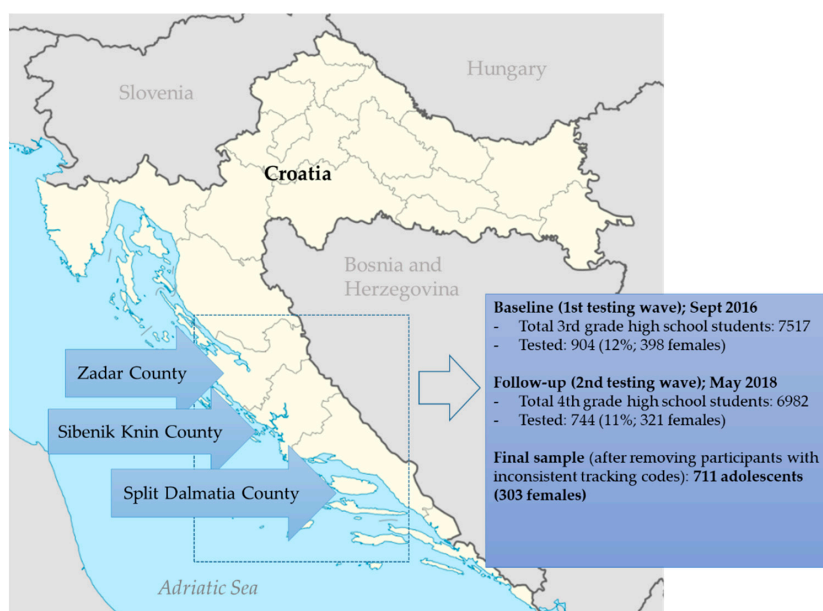 Slovenia
Hungary
Croatia
Bosnia and
Herzegovina
Zadar County
Sibenik Knin County
Split Dalmatia County
Adriatic Sea
Baseline (1st testing wave); Sept 2016
- Total 3rd grade high school students: 7517
- Tested: 904 (12%; 398 females)
Follow-up (2nd testing wave); May 2018
- Total 4th grade high school students: 6982
- Tested: 744 (11%; 321 females)
Final sample (after removing participants with
inconsistent tracking codes): 711 adolescents
(303 females)